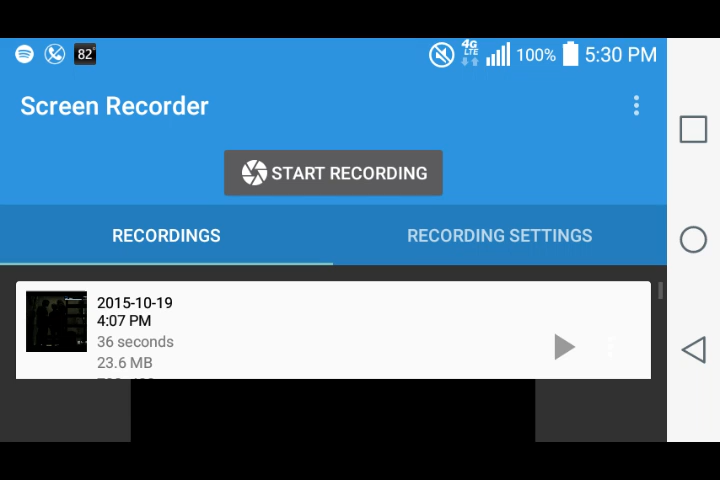 82°
4G
LTE
100%
5:30 PM
Screen Recorder
START RECORDING
RECORDINGS
RECORDING SETTINGS
2015-10-19
4:07 PM
36 seconds
23.6 MB